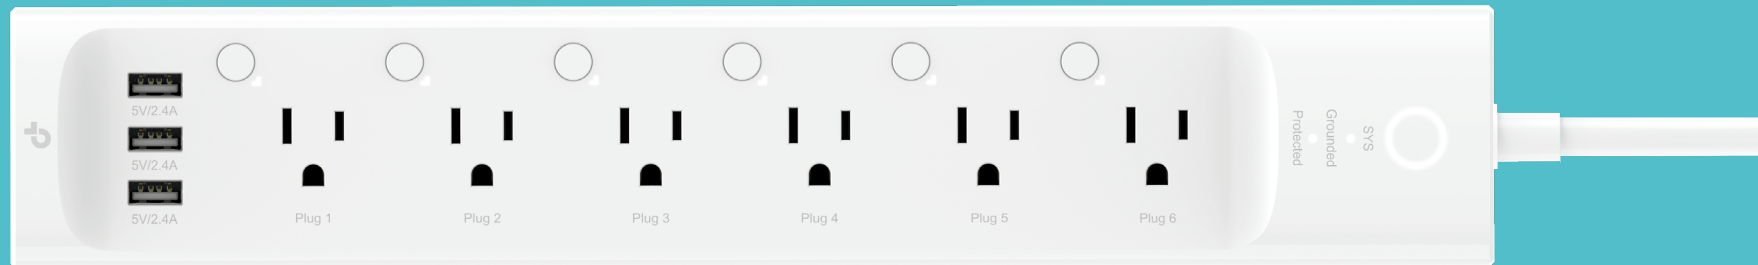 5V/2.4A
5V/2.4A
5V/2.4A
Plug 1
Plug 2
Plug 3
Plug 4
Plug 5
Plug 6
Protected
Grounded
SYS